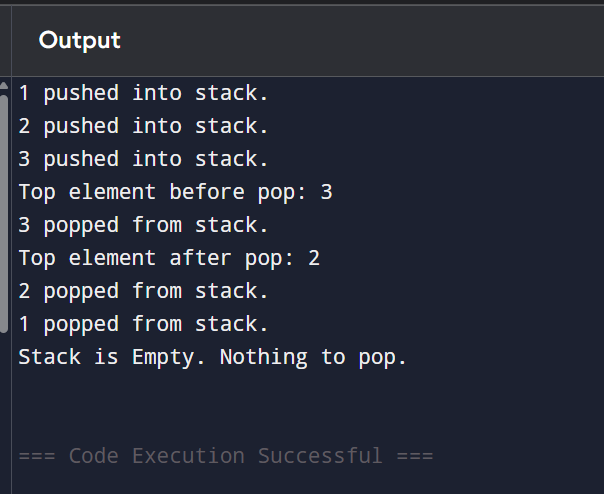 Output
1 pushed into stack.
2 pushed into stack.
3 pushed into stack.
Top element before pop: 3
3 popped from stack.
Top element after pop: 2
2 popped from stack.
1 popped from stack.
Stack is Empty. Nothing to pop.
=== Code Execution Successful ===